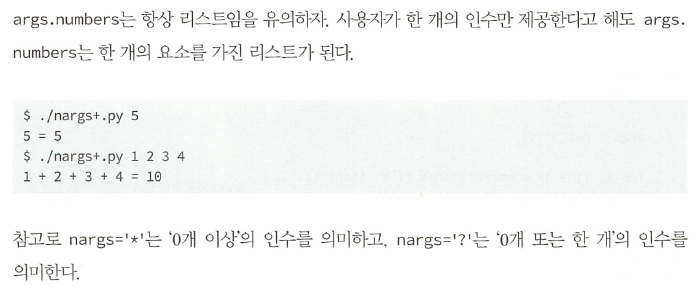 args.numbers는 항상 리스트임을 유의하자. 사용자가 한 개의 인수만 제공한다고 해도 args.
numbers는 한 개의 요소를 가진 리스트가 된다.
$ ./nargs+.py 5
5 = 5
$ ./nargs+.py 1 2 3 4
1 + 2 + 3 + 4 = 10
참고로 nargs='*'는 '0개 이상'의 인수를 의미하고, nargs='?'는 '0개 또는 한 개'의 인수를
의미한다.